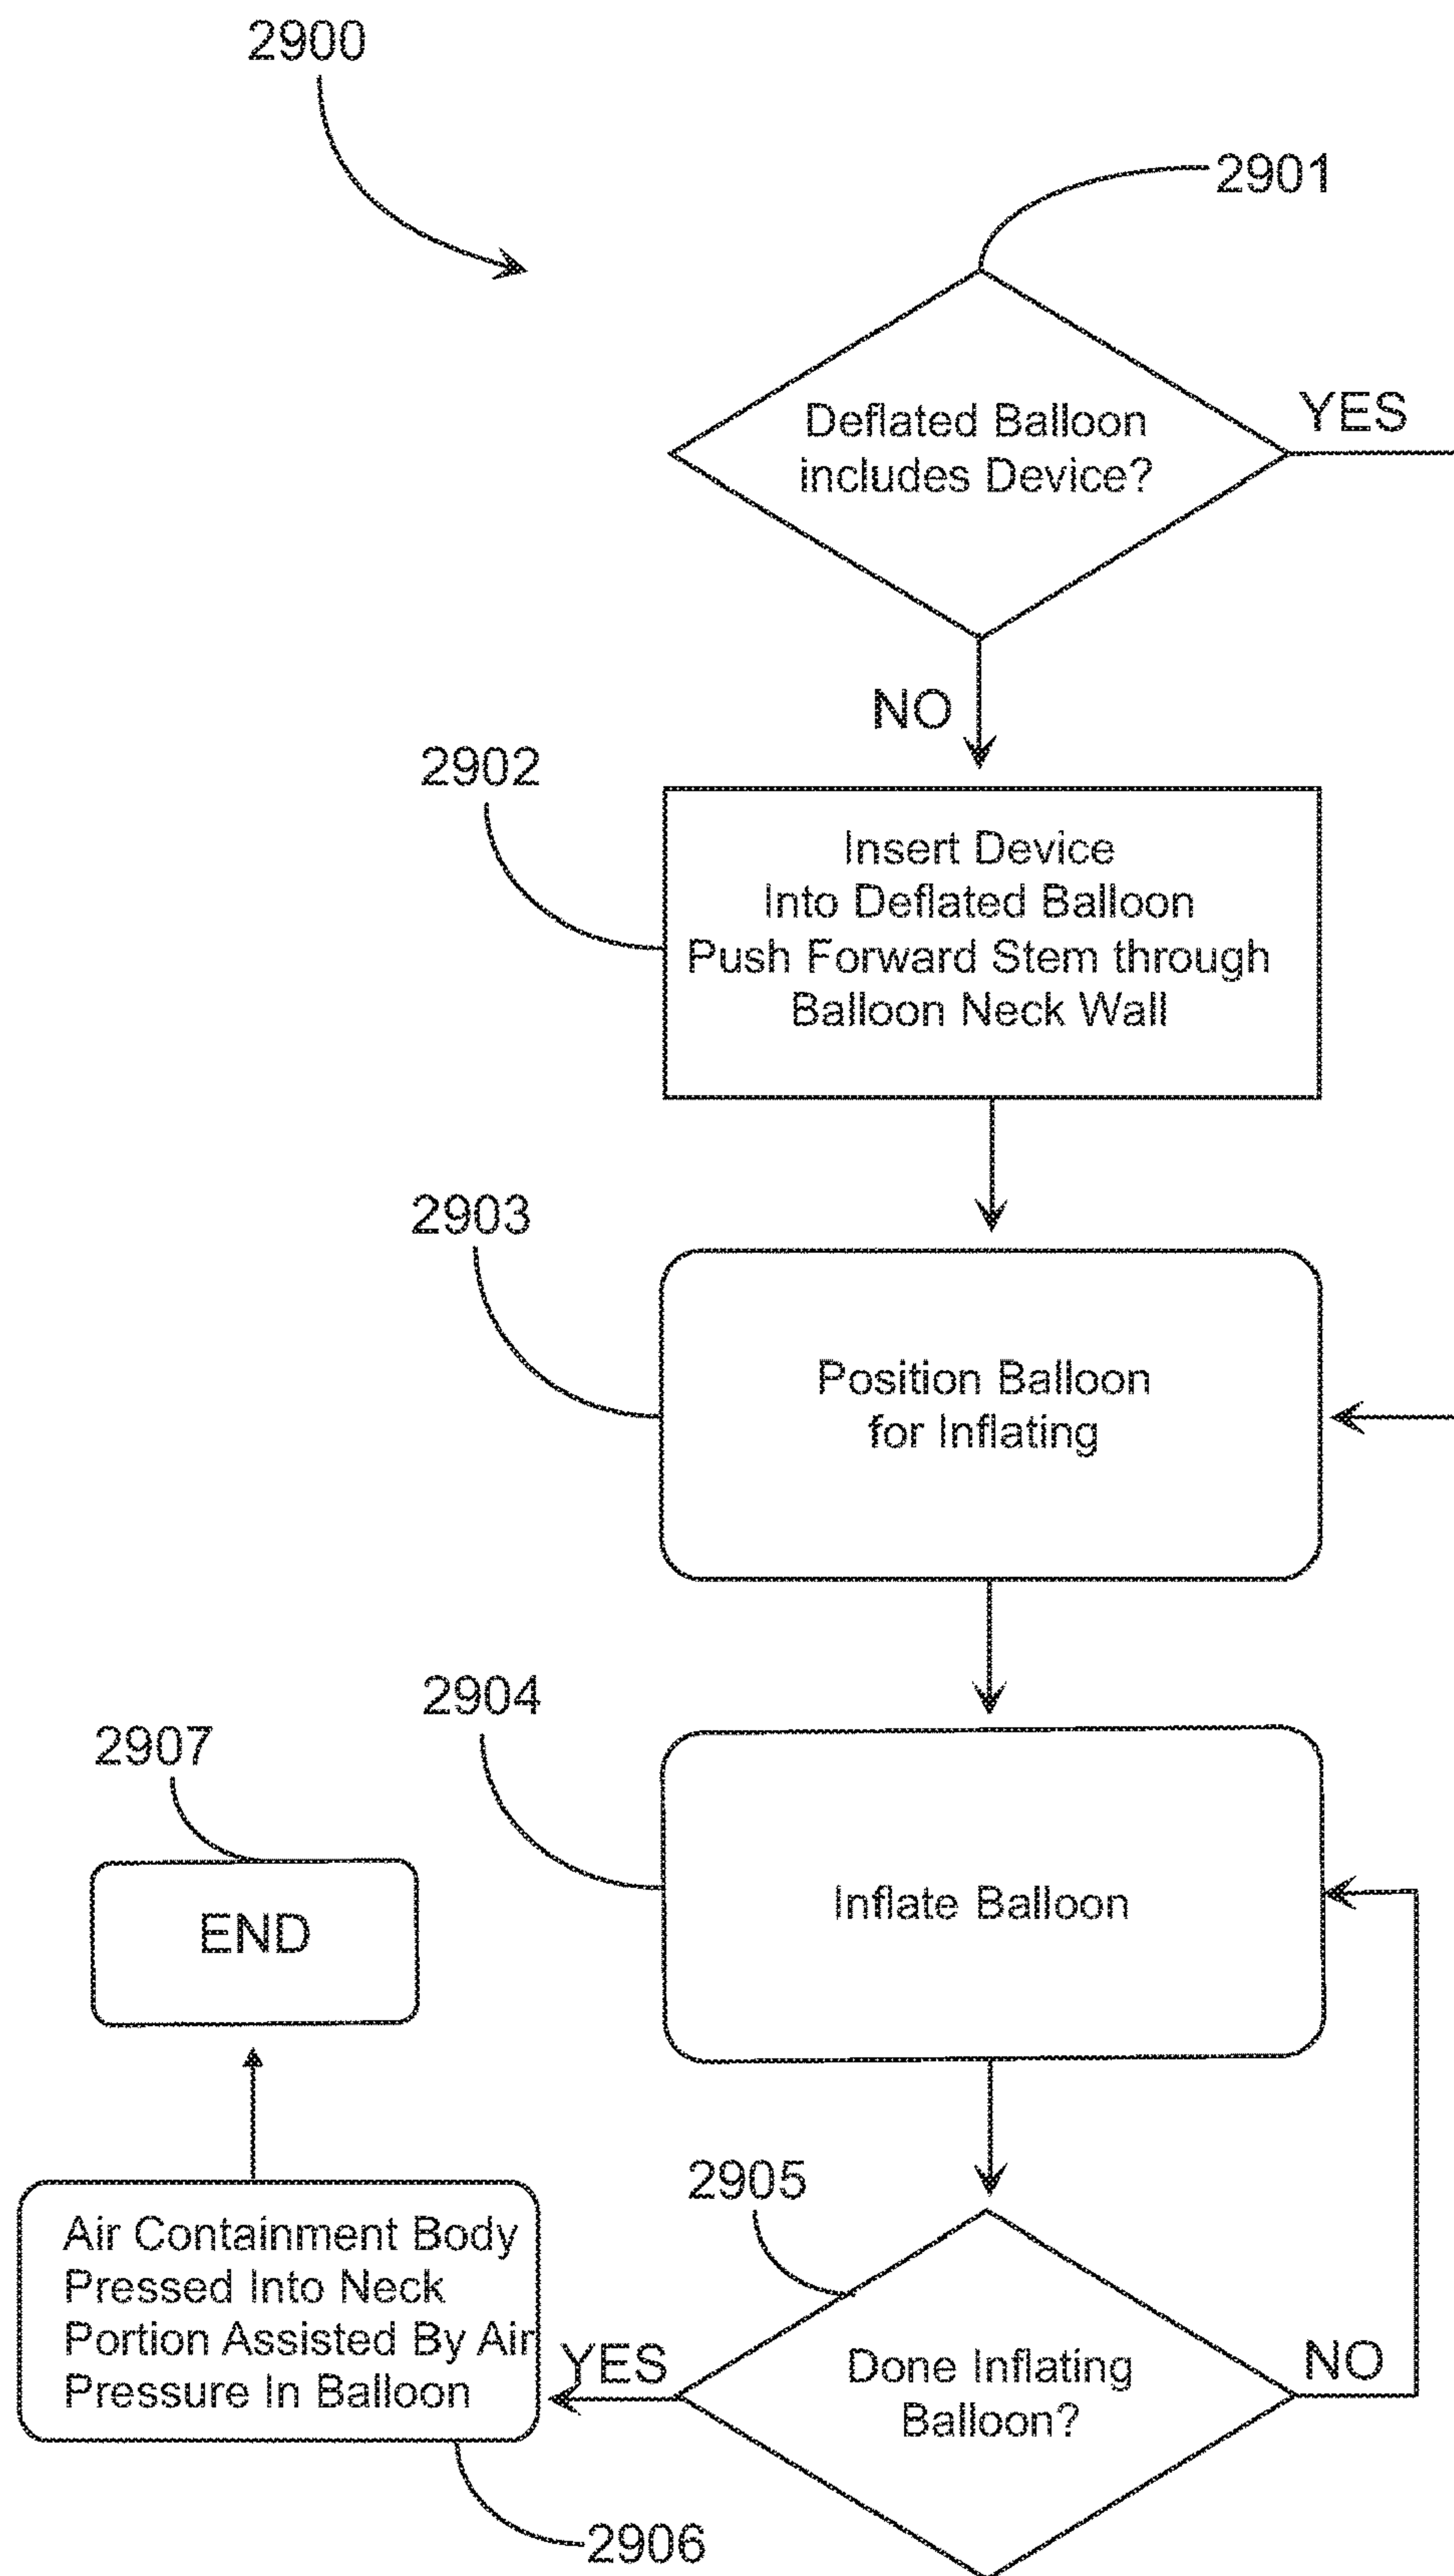 2900
2901
Deflated Balloon
includes Device?
YES
NO
2902
Insert Device
Into Deflated Balloon
Push Forward Stem through
Balloon Neck Wall
2903
Position Balloon
for Inflating
2904
Inflate Balloon
2907
END
2905
Done Inflating
Balloon?
NO
YES
Air Containment Body
Pressed Into Neck
Portion Assisted By Air
Pressure In Balloon
2906